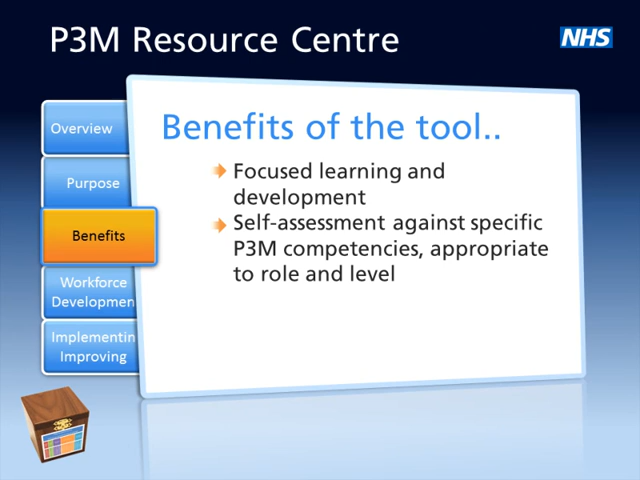 P3M Resource Centre
NHS
Overview
Purpose
Benefits
Workforce
Developmen
Implementin
Improving
Benefits of the tool..
Focused learning and
development
Self-assessment against specific
P3M competencies, appropriate
to role and level